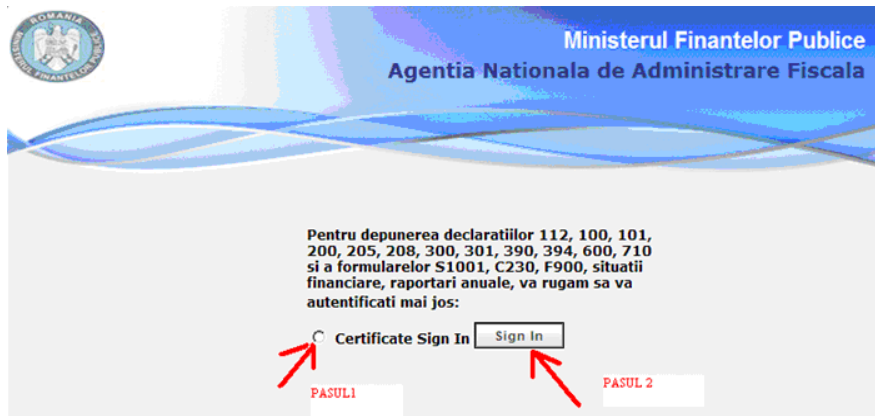 ROMANIA
MINISTERUL FINANTELOR PUBLICE
Ministerul Finantelor Publice
Agentia Nationala de Administrare Fiscala
Pentru depunerea declaratiilor 112, 100, 101,
200, 205, 208, 300, 301, 390, 394, 600, 710
si a formularelor S1001, C230, F900, situatii
financiare, raportari anuale, va rugam sa va
autentificati mai jos:
Certificate Sign In Sign In
PASUL1
PASUL 2